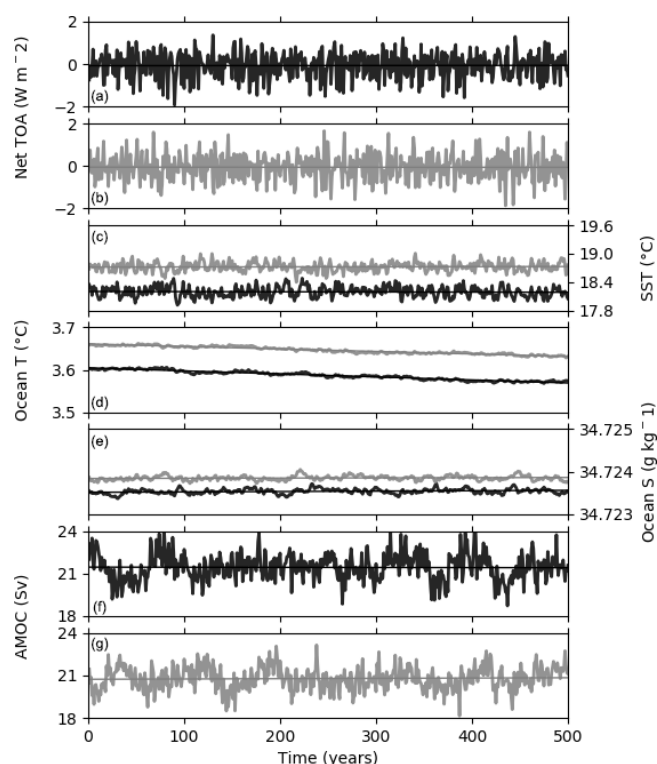 2
0
−2
(a)
Net TOA (W m⁻²)
2
0
−2
(b)
(c)
19.6
19.0
18.4
17.8
SST (°C)
3.7
3.6
3.5
Ocean T (°C)
(d)
(e)
34.725
34.724
34.723
Ocean S (g kg⁻¹)
24
21
18
AMOC (Sv)
(f)
24
21
18
(g)
0 100 200 300 400 500
Time (years)